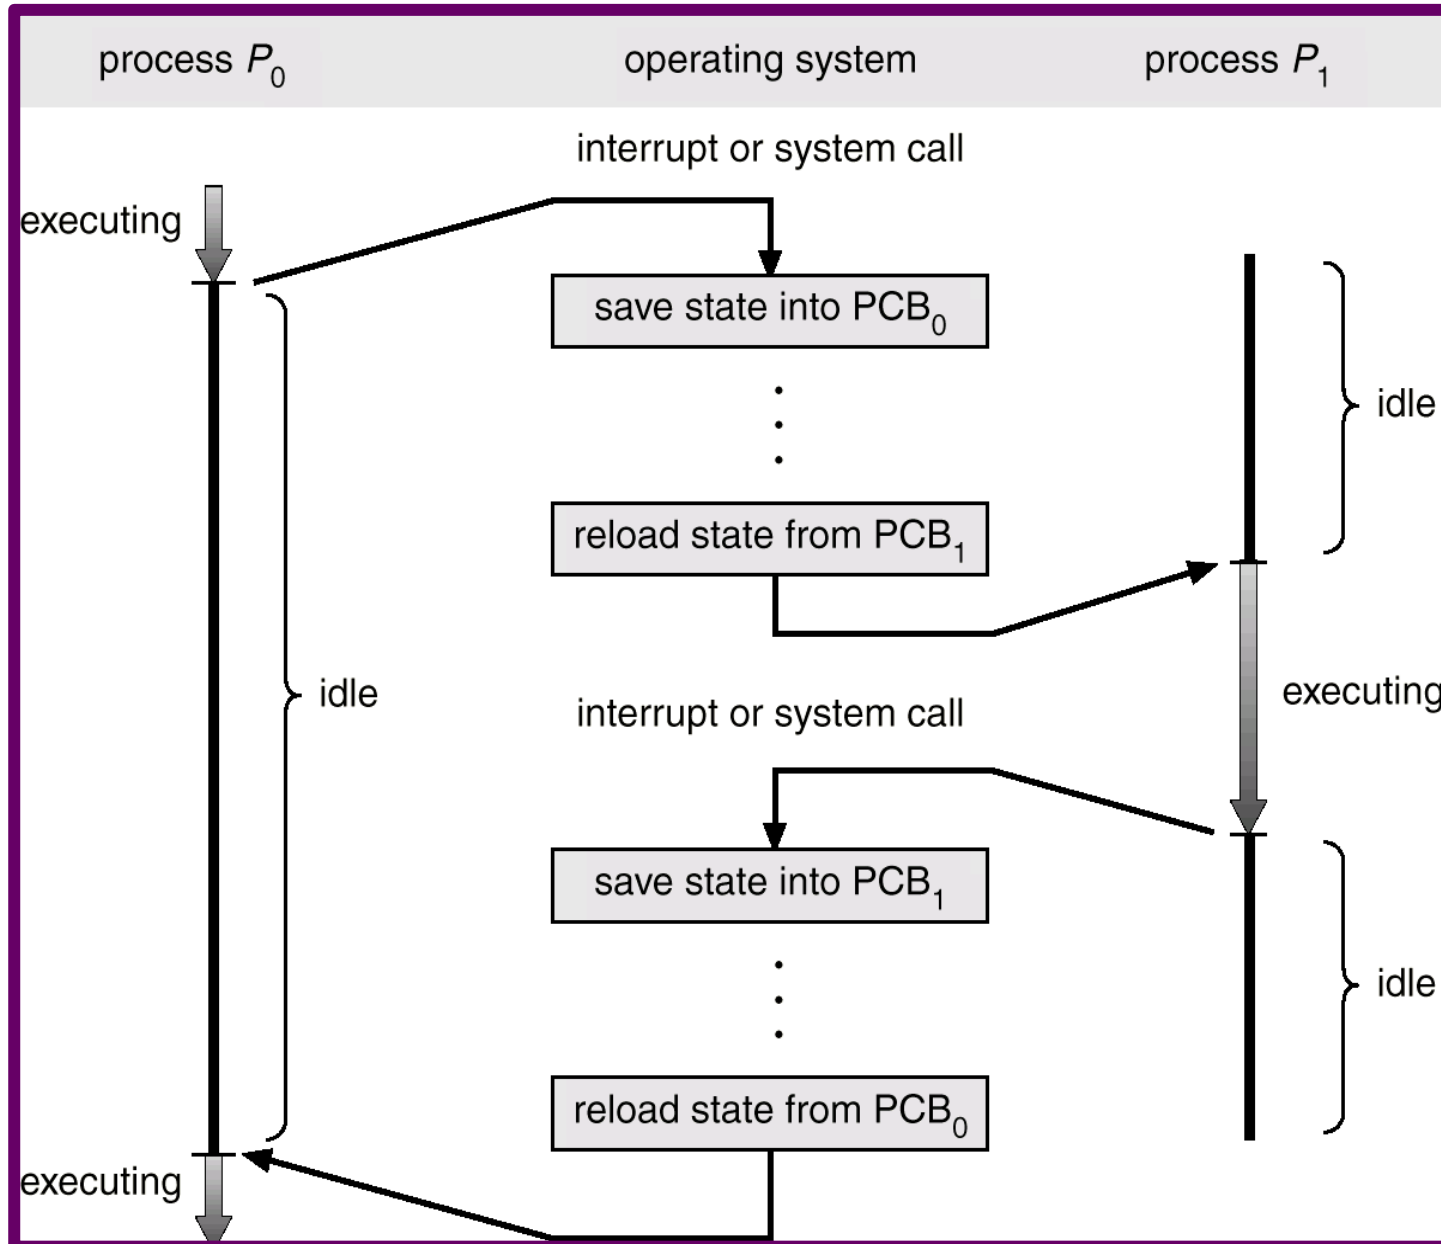 process P0 operating system process P1
interrupt or system call
executing
save state into PCB0
idle
reload state from PCB1
idle
executing
interrupt or system call
save state into PCB1
idle
reload state from PCB0
executing